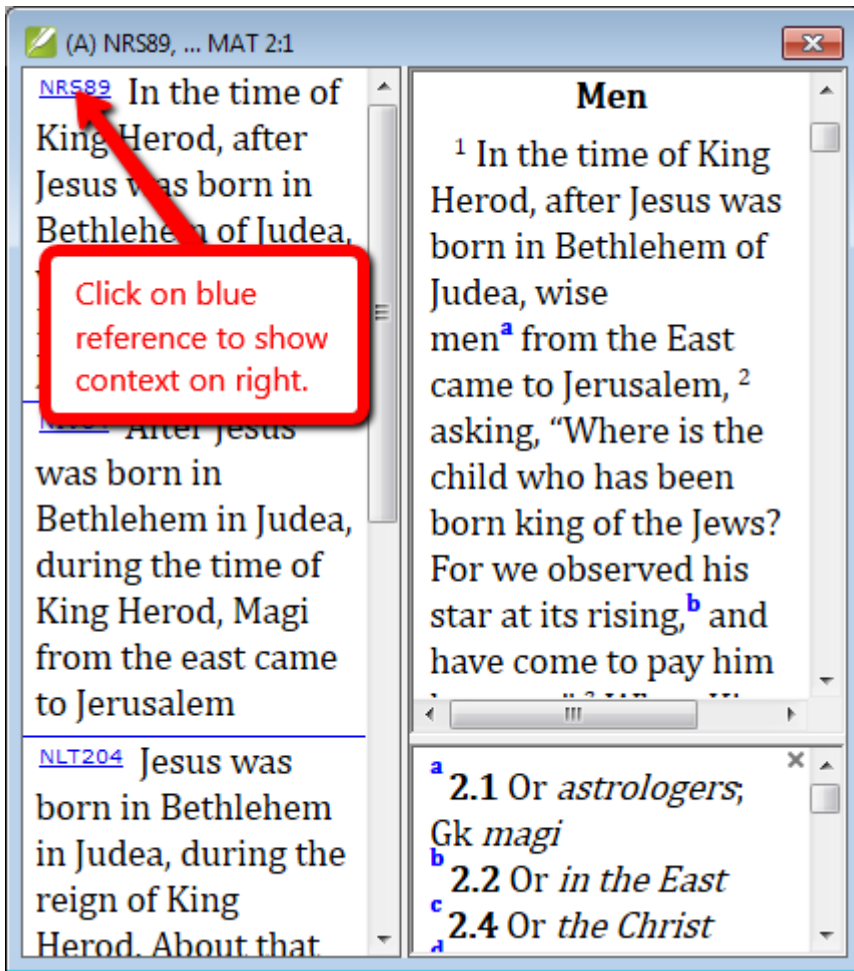 (A) NRS89, ... MAT 2:1
NRS89 In the time of
King Herod, after
Jesus was born in
Bethlehem of Judea,
Click on blue
reference to show
context on right.
After Jesus
was born in
Bethlehem in Judea,
during the time of
King Herod, Magi
from the east came
to Jerusalem
NLT204 Jesus was
born in Bethlehem
in Judea, during the
reign of King
Herod. About that
Men
1 In the time of King
Herod, after Jesus was
born in Bethlehem of
Judea, wise
men a from the East
came to Jerusalem, 2
asking, “Where is the
child who has been
born king of the Jews?
For we observed his
star at its rising, b and
have come to pay him
a 2.1 Or astrologers;
Gk magi
b 2.2 Or in the East
c 2.4 Or the Christ
d